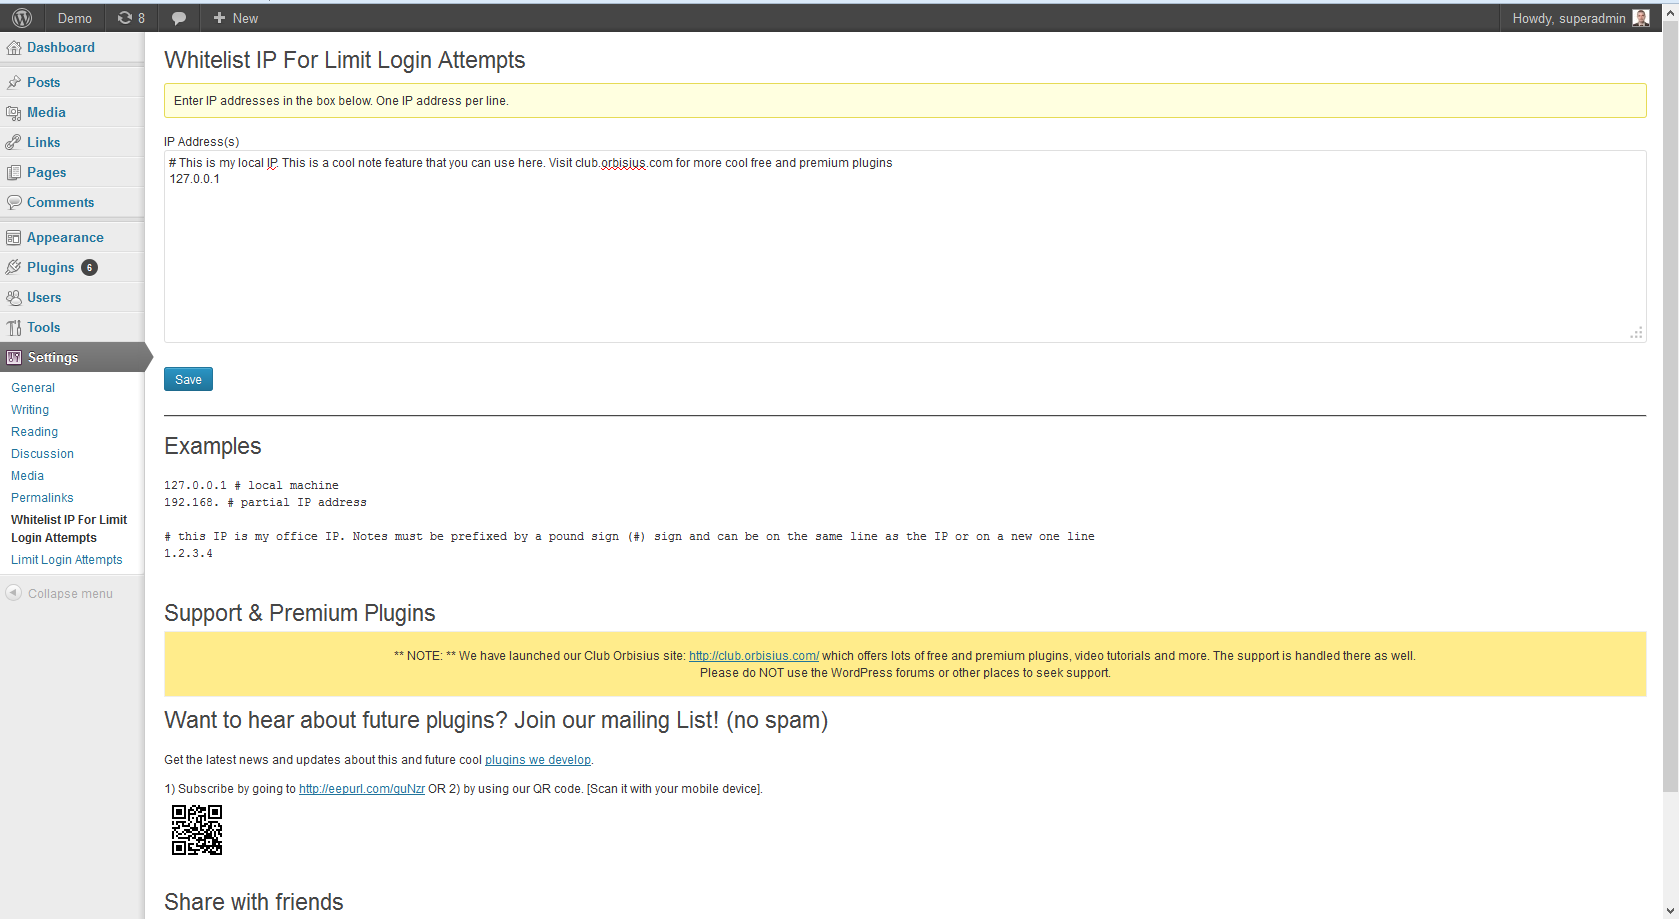 Demo
8
New
Howdy, superadmin
Dashboard
Posts
Media
Links
Pages
Comments
Appearance
Plugins 6
Users
Tools
Settings
General
Writing
Reading
Discussion
Media
Permalinks
Whitelist IP For Limit
Login Attempts
Limit Login Attempts
Collapse menu
Whitelist IP For Limit Login Attempts
Enter IP addresses in the box below. One IP address per line.
IP Address(s)
# This is my local IP. This is a cool note feature that you can use here. Visit club.orbisius.com for more cool free and premium plugins
127.0.0.1
Save
Examples
127.0.0.1 # local machine
192.168. # partial IP address
# this IP is my office IP. Notes must be prefixed by a pound sign (#) sign and can be on the same line as the IP or on a new one line
1.2.3.4
Support & Premium Plugins
** NOTE: ** We have launched our Club Orbisius site: http://club.orbisius.com/ which offers lots of free and premium plugins, video tutorials and more. The support is handled there as well.
Please do NOT use the WordPress forums or other places to seek support.
Want to hear about future plugins? Join our mailing List! (no spam)
Get the latest news and updates about this and future cool plugins we develop.
1) Subscribe by going to http://eepurl.com/guNzr OR 2) by using our QR code. [Scan it with your mobile device].
Share with friends